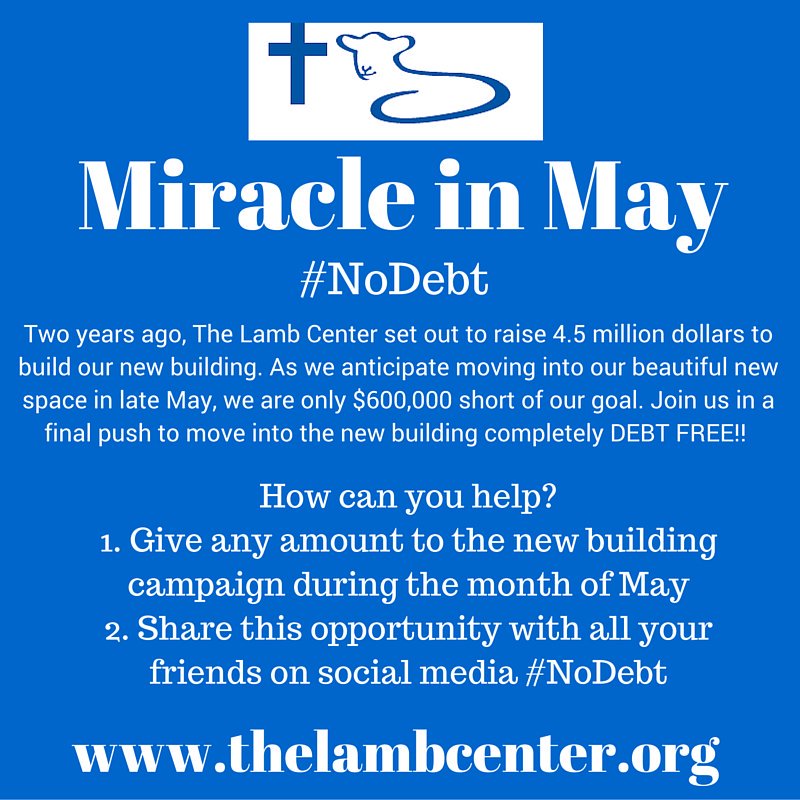 Miracle in May
#NoDebt
Two years ago, The Lamb Center set out to raise 4.5 million dollars to
build our new building. As we anticipate moving into our beautiful new
space in late May, we are only $600,000 short of our goal. Join us in a
final push to move into the new building completely DEBT FREE!!
How can you help?
1. Give any amount to the new building
campaign during the month of May
2. Share this opportunity with all your
friends on social media #NoDebt
www.thelambcenter.org